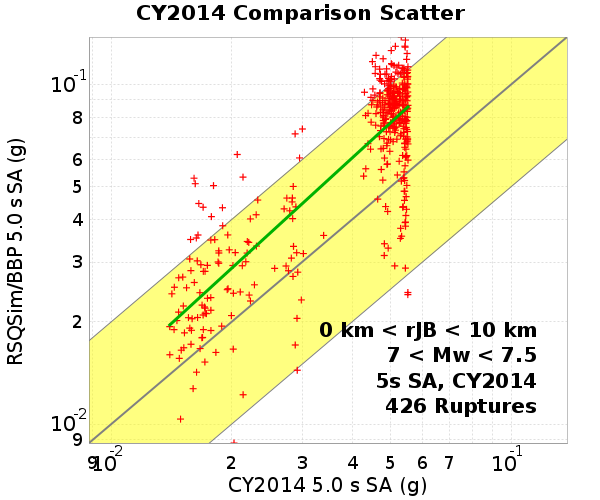 CY2014 Comparison Scatter
RSQSim/BBP 5.0 s SA (g)
10⁻¹
8
6
5
4
3
2
10⁻²
9
0 km < rJB < 10 km
7 < Mw < 7.5
5s SA, CY2014
426 Ruptures
9 10⁻² 2 3 4 5 6 7 10⁻¹
CY2014 5.0 s SA (g)